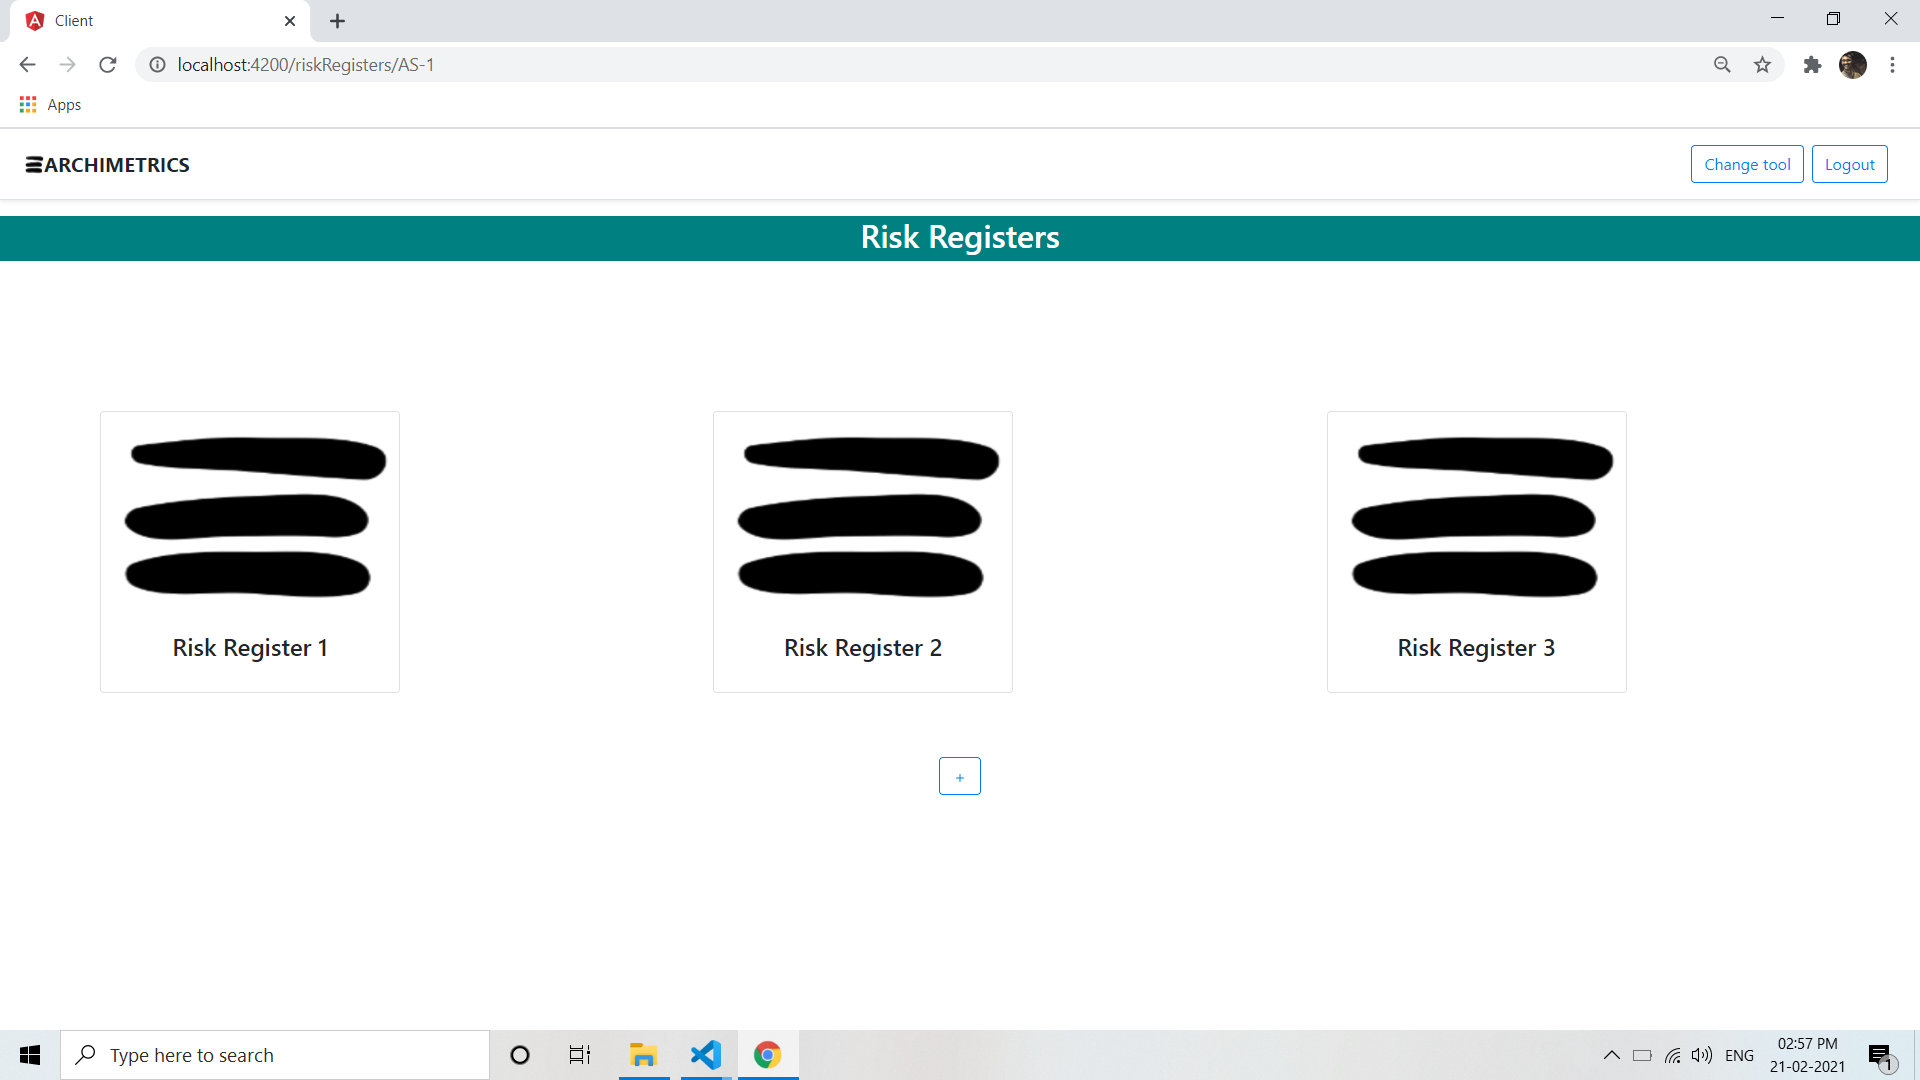 Client
localhost:4200/riskRegisters/AS-1
Apps
ARCHIMETRICS
Change tool
Logout
Risk Registers
Risk Register 1
Risk Register 2
Risk Register 3
+
Type here to search
ENG
02:57 PM
21-02-2021
1